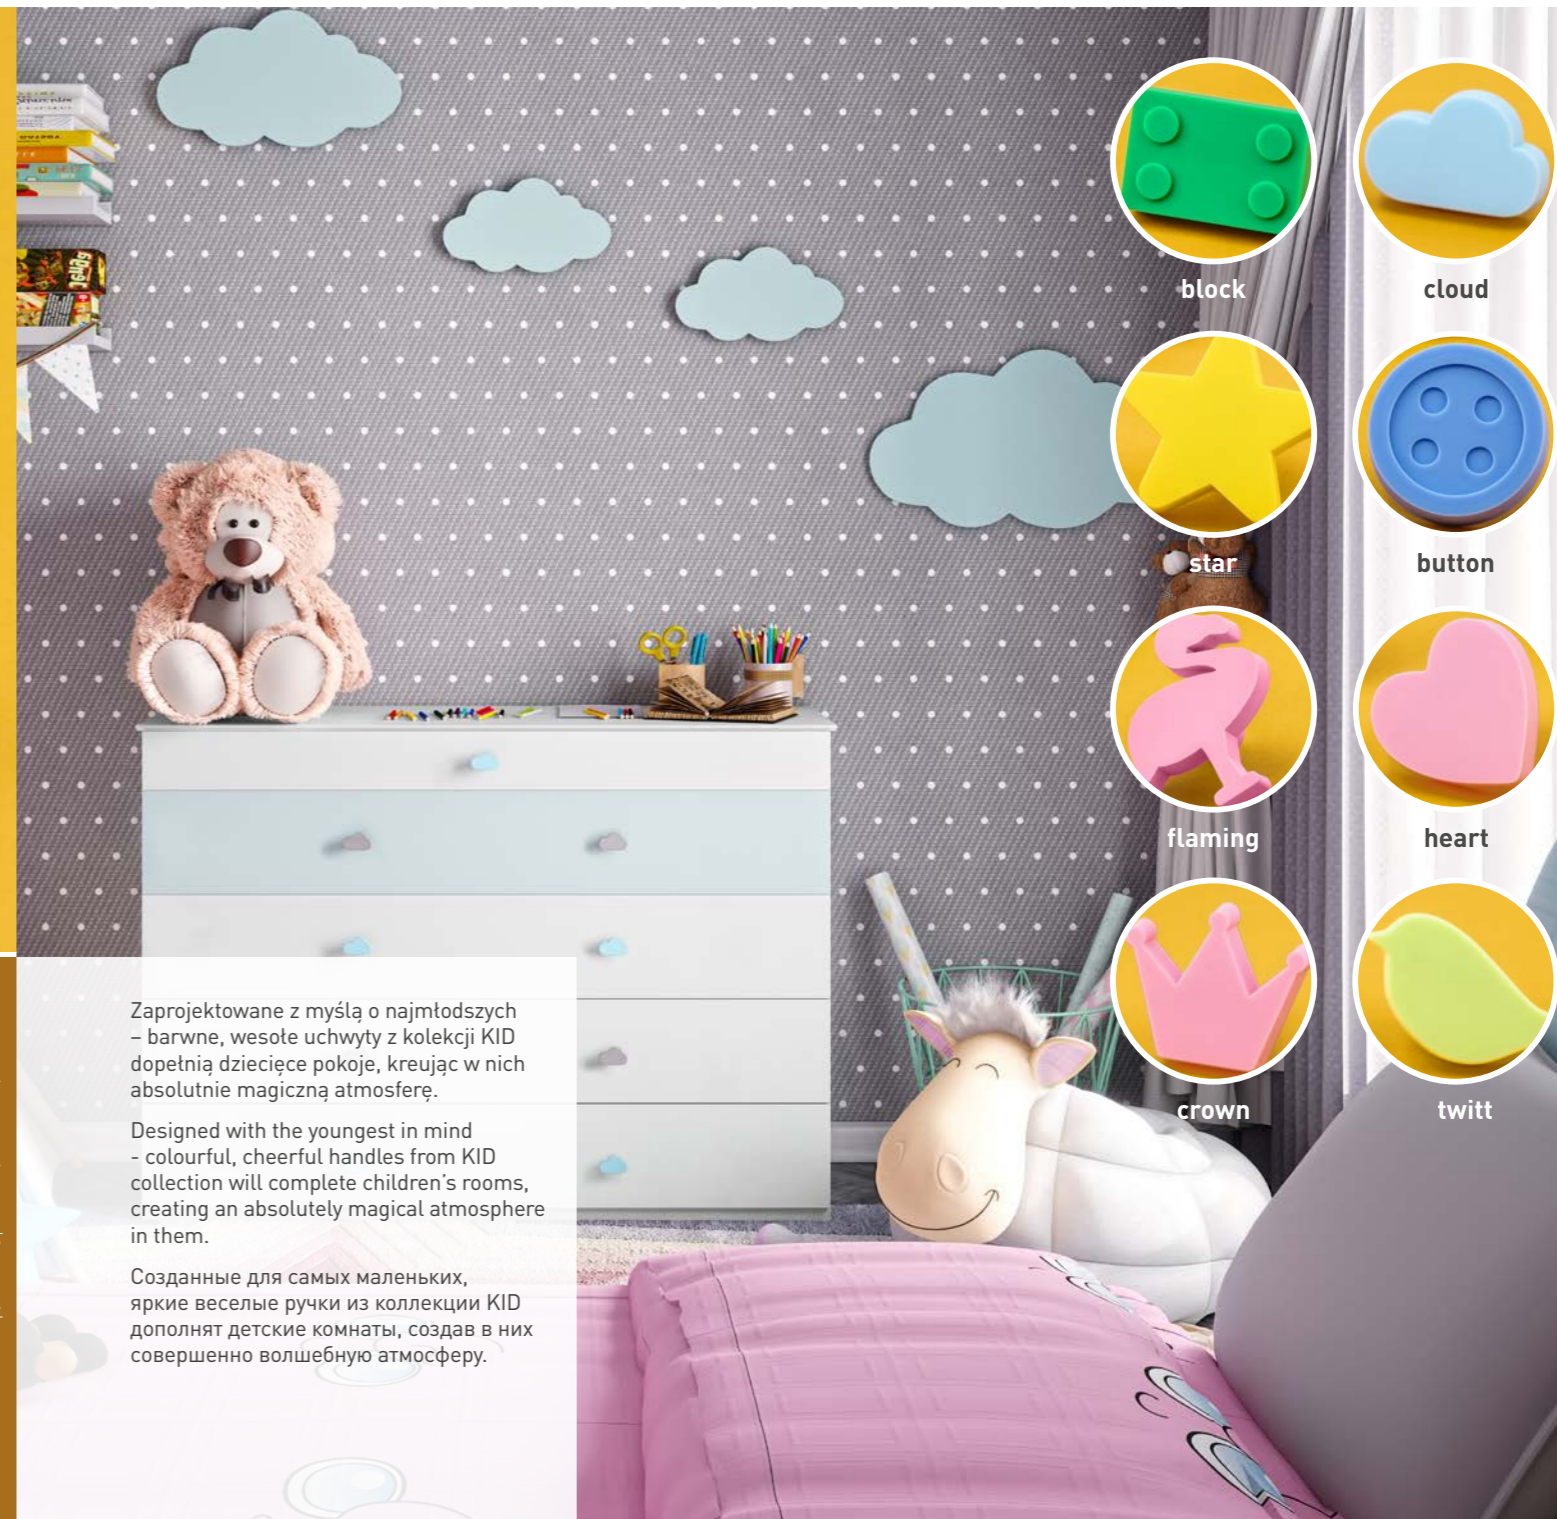 block
cloud
star
button
flaming
heart
crown
twitt
Zaprojektowane z myślą o najmłodszych
– barwne, wesołe uchwyty z kolekcji KID
dopełnią dziecięce pokoje, kreując w nich
absolutnie magiczną atmosferę.
Designed with the youngest in mind
- colourful, cheerful handles from KID
collection will complete children's rooms,
creating an absolutely magical atmosphere
in them.
Созданные для самых маленьких,
яркие веселые ручки из коллекции KID
дополнят детские комнаты, создав в них
совершенно волшебную атмосферу.